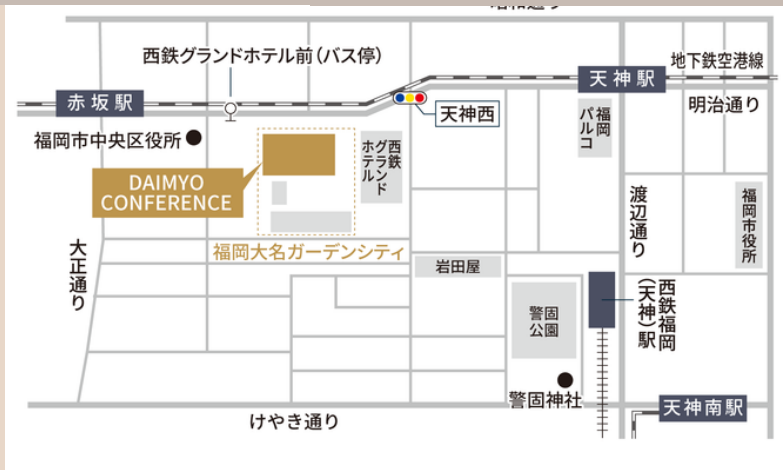 西鉄グランドホテル前(バス停)
地下鉄空港線
天神駅
赤坂駅
明治通り
天神西
福岡
パルコ
福岡市中央区役所
西鉄
グランド
ホテル
DAIMYO
CONFERENCE
渡辺通り
福岡市役所
大正通り
福岡大名ガーデンシティ
岩田屋
西鉄福岡
(天神)駅
警固
公園
警固神社
天神南駅
けやき通り